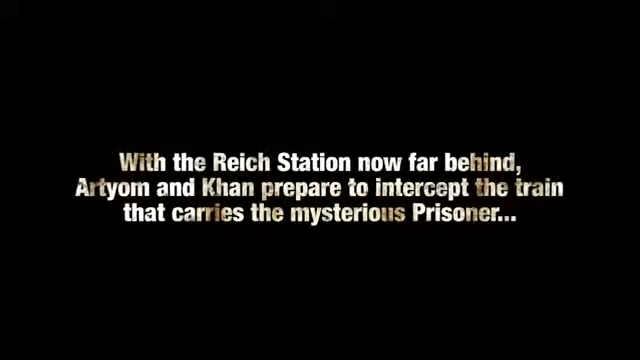 With the Reich Station now far behind,
Artyom and Khan prepare to intercept the train
that carries the mysterious Prisoner...